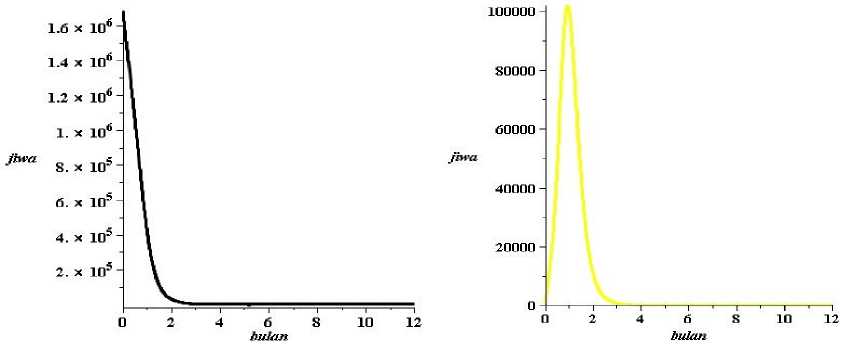 1.6 × 10⁶
1.4 × 10⁶
1.2 × 10⁶
1. × 10⁶
jiwa
8. × 10⁵
6. × 10⁵
4. × 10⁵
2. × 10⁵
0 2 4 6 8 10 12
bulan
100000
80000
60000
jiwa
40000
20000
0
0 2 4 6 8 10 12
bulan